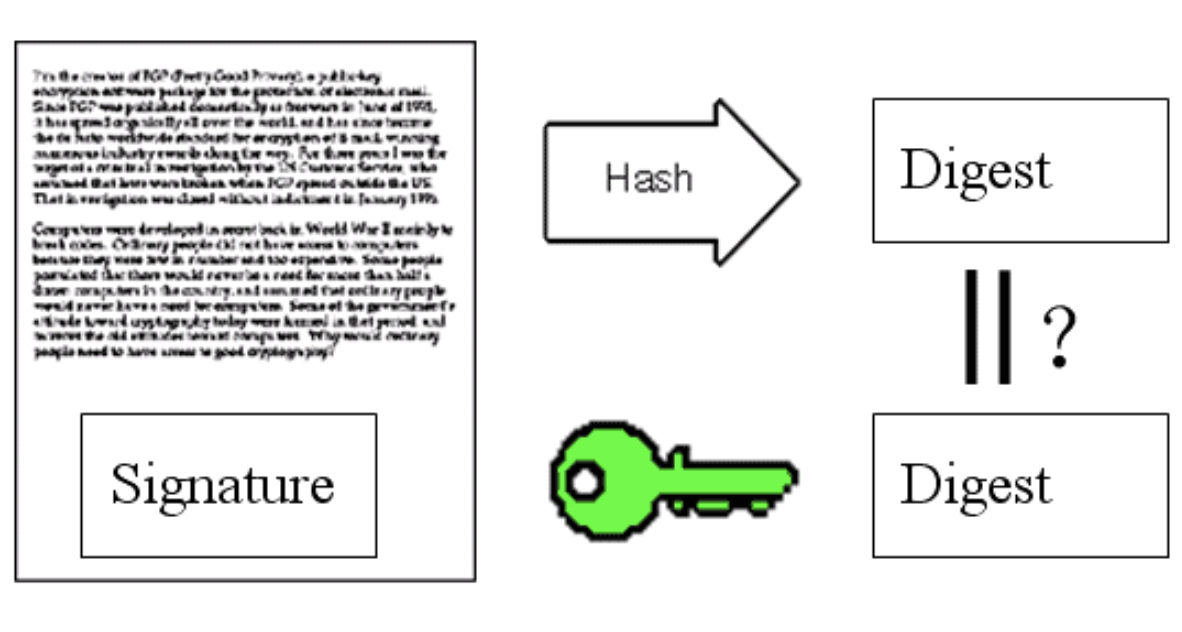 I'm the creator of PGP (Pretty Good Privacy), a public-key
encryption software package for the protection of electronic mail.
Since PGP was published domestically as freeware in June of 1991,
it has spread organically all over the world, and has since become
the de facto worldwide standard for encryption of E-mail, winning
numerous industry awards along the way. For three years I was the
target of a criminal investigation by the US Customs Service, who
assumed that laws were broken when PGP spread outside the US.
That investigation was closed without indictment in January 1996.
Computers were developed in secret back in World War II mainly to
break codes. Ordinary people did not have access to computers
because they were few in number and too expensive. Some people
postulated that there would never be a need for more than half a
dozen computers in the country, and assumed that ordinary people
would never have a need for computers. Some of the government's
attitude toward cryptography today were formed in that period, and
mirrors the old attitudes toward computers. Why would ordinary
people need to have access to good cryptography?
Signature
Hash
Digest
?
Digest